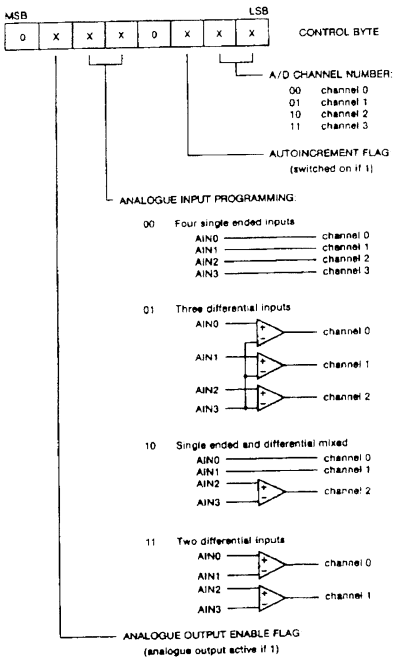 MSB LSB
0 X X X 0 X X X CONTROL BYTE
A/D CHANNEL NUMBER:
00 channel 0
01 channel 1
10 channel 2
11 channel 3
AUTOINCREMENT FLAG
(switched on if 1)
ANALOGUE INPUT PROGRAMMING:
00 Four single ended inputs
AIN0 channel 0
AIN1 channel 1
AIN2 channel 2
AIN3 channel 3
01 Three differential inputs
AIN0 + − channel 0
AIN1 + − channel 1
AIN2 + − channel 2
AIN3
10 Single ended and differential mixed
AIN0 channel 0
AIN1 channel 1
AIN2 + − channel 2
AIN3
11 Two differential inputs
AIN0 + − channel 0
AIN1
AIN2 + − channel 1
AIN3
ANALOGUE OUTPUT ENABLE FLAG
(analogue output active if 1)